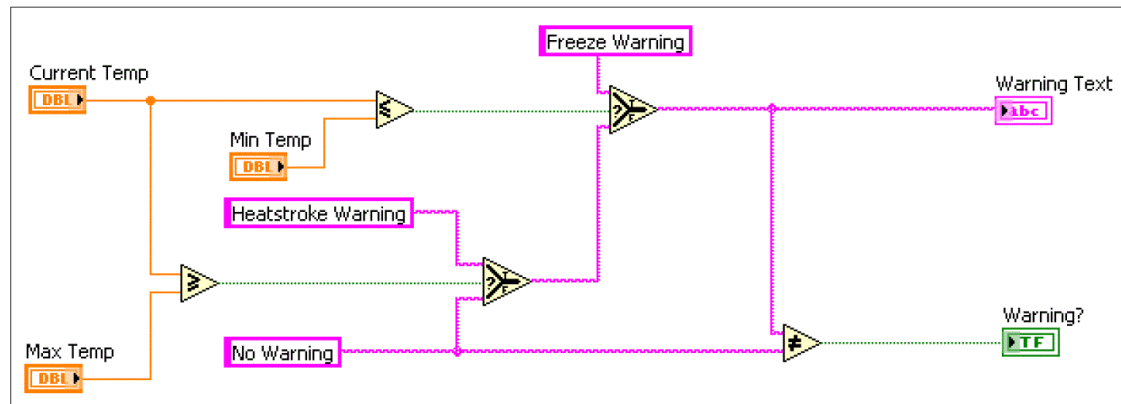 Freeze Warning
Current Temp
DBL
Warning Text
abc
≤
? T F
Min Temp
DBL
Heatstroke Warning
≥
? T F
Warning?
TF
No Warning
≠
Max Temp
DBL